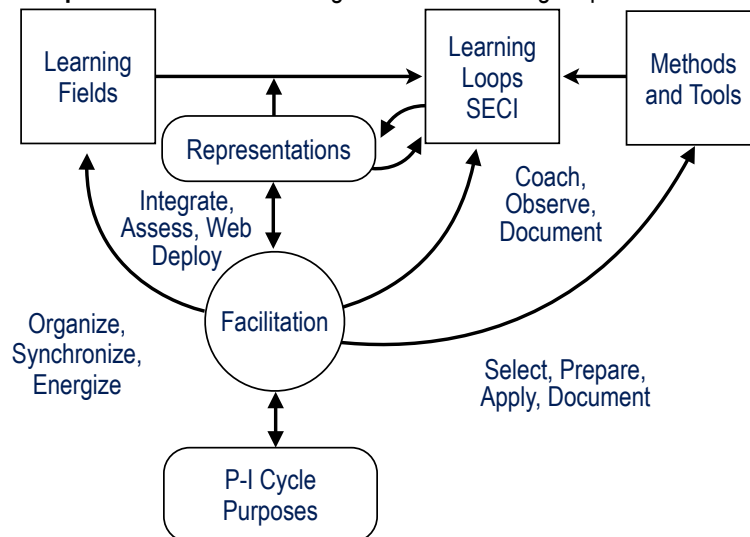 Learning
Fields
Learning
Loops
SECI
Methods
and Tools
Representations
Integrate,
Assess, Web
Deploy
Coach,
Observe,
Document
Facilitation
Organize,
Synchronize,
Energize
Select, Prepare,
Apply, Document
P-I Cycle
Purposes